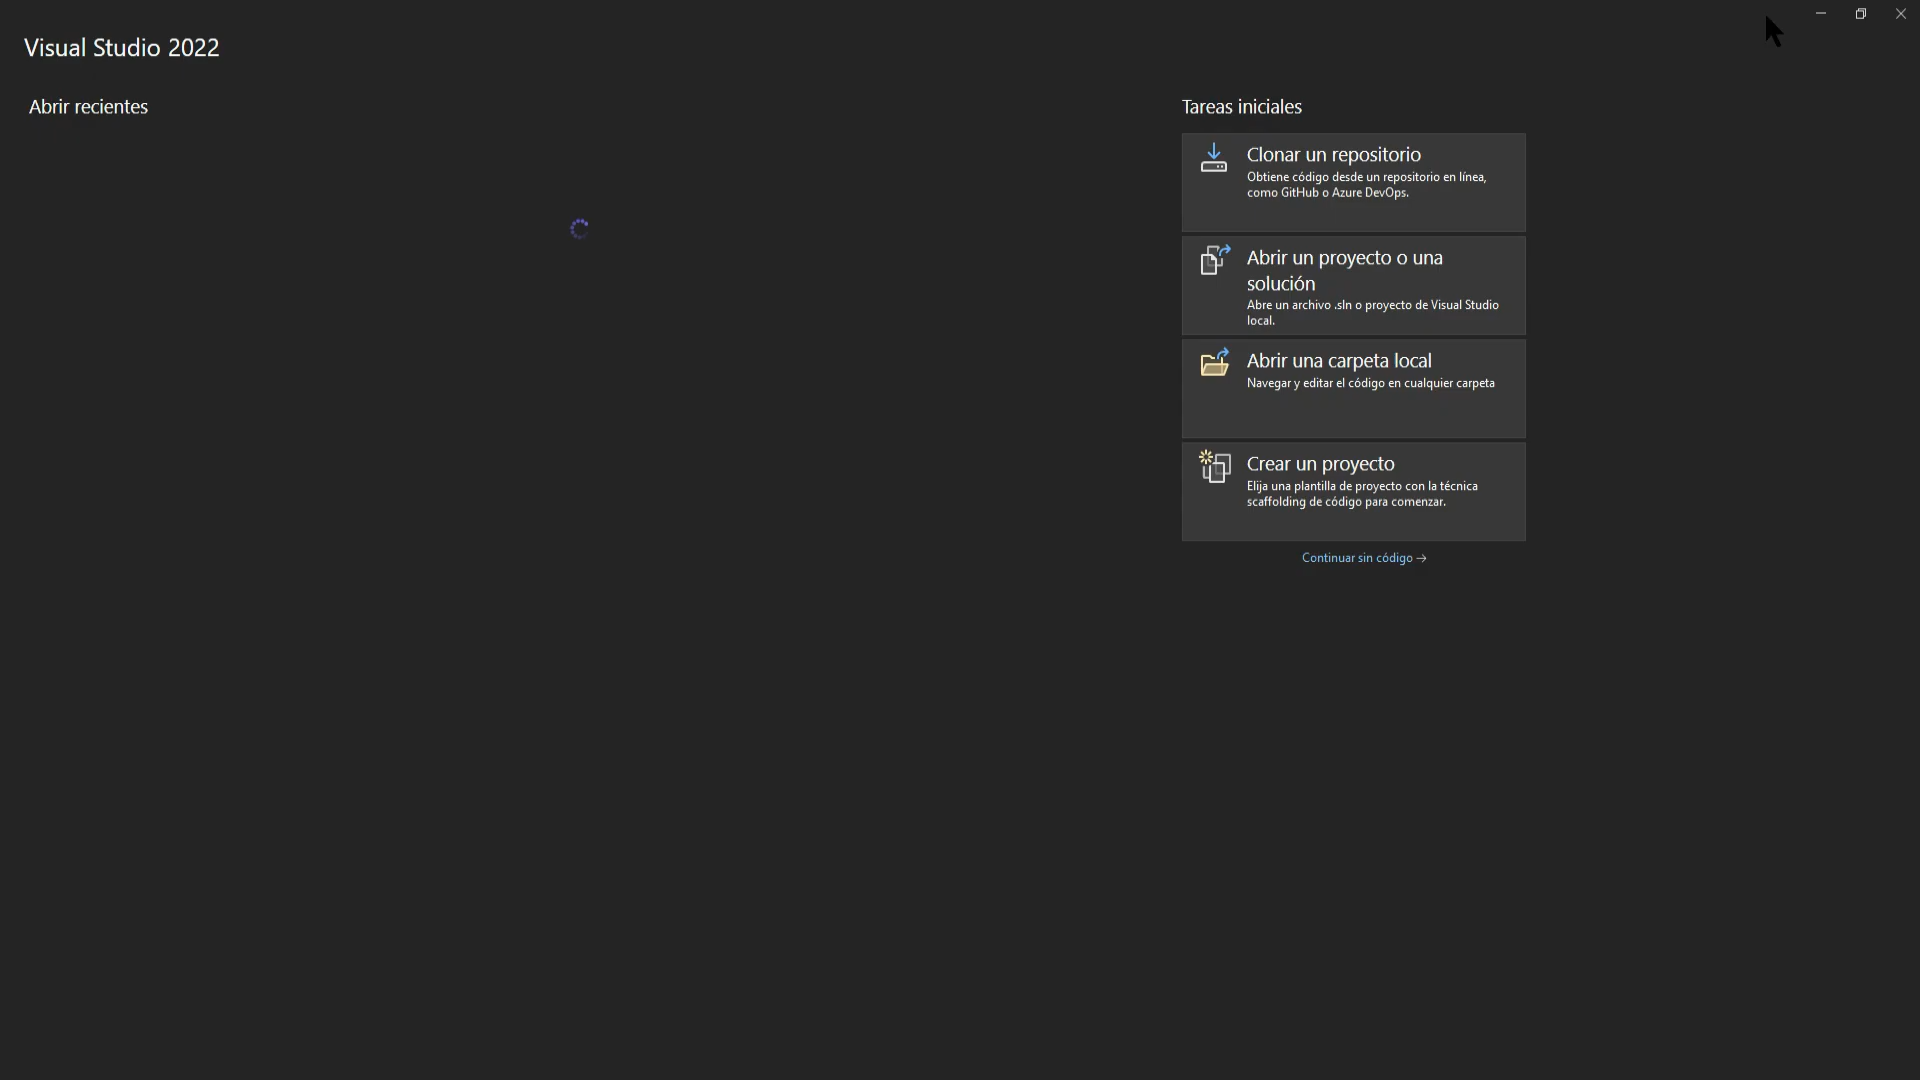 Visual Studio 2022
Abrir recientes
Tareas iniciales
Clonar un repositorio
Obtiene código desde un repositorio en línea,
como GitHub o Azure DevOps.
Abrir un proyecto o una
solución
Abre un archivo .sln o proyecto de Visual Studio
local.
Abrir una carpeta local
Navegar y editar el código en cualquier carpeta
Crear un proyecto
Elija una plantilla de proyecto con la técnica
scaffolding de código para comenzar.
Continuar sin código →